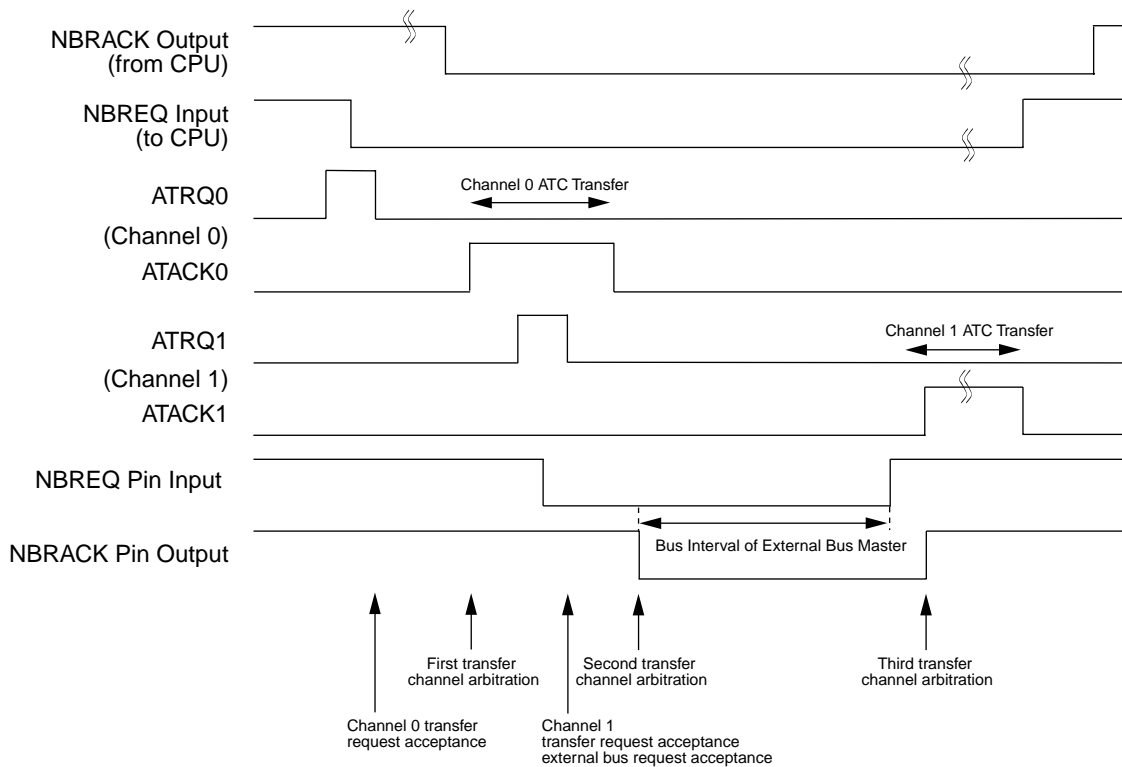 NBRACK Output
(from CPU)
NBREQ Input
(to CPU)
ATRQ0
Channel 0 ATC Transfer
(Channel 0)
ATACK0
ATRQ1
Channel 1 ATC Transfer
(Channel 1)
ATACK1
NBREQ Pin Input
Bus Interval of External Bus Master
NBRACK Pin Output
First transfer
channel arbitration
Second transfer
channel arbitration
Third transfer
channel arbitration
Channel 0 transfer
request acceptance
Channel 1
transfer request acceptance
external bus request acceptance